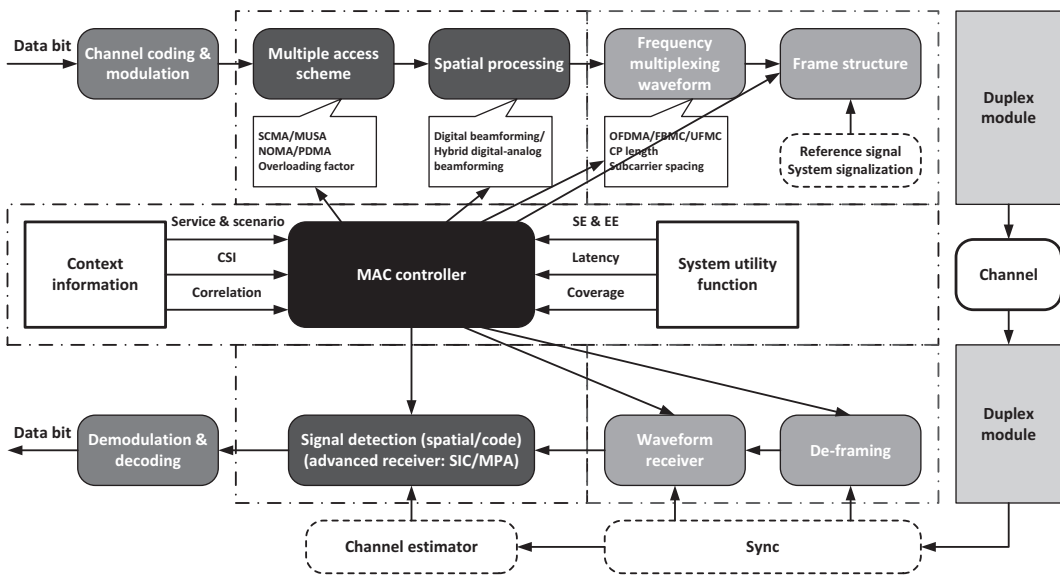 Data bit
Channel coding &
modulation
Multiple access
scheme
Spatial processing
Frequency
multiplexing
waveform
Frame structure
Duplex
module
SCMA/MUSA
NOMA/PDMA
Overloading factor
Digital beamforming/
Hybrid digital-analog
beamforming
OFDMA/FBMC/UFMC
CP length
Subcarrier spacing
Reference signal
System signalization
Context
information
Service & scenario
CSI
Correlation
MAC controller
SE & EE
Latency
Coverage
System utility
function
Channel
Data bit
Demodulation &
decoding
Signal detection (spatial/code)
(advanced receiver: SIC/MPA)
Waveform
receiver
De-framing
Duplex
module
Channel estimator
Sync